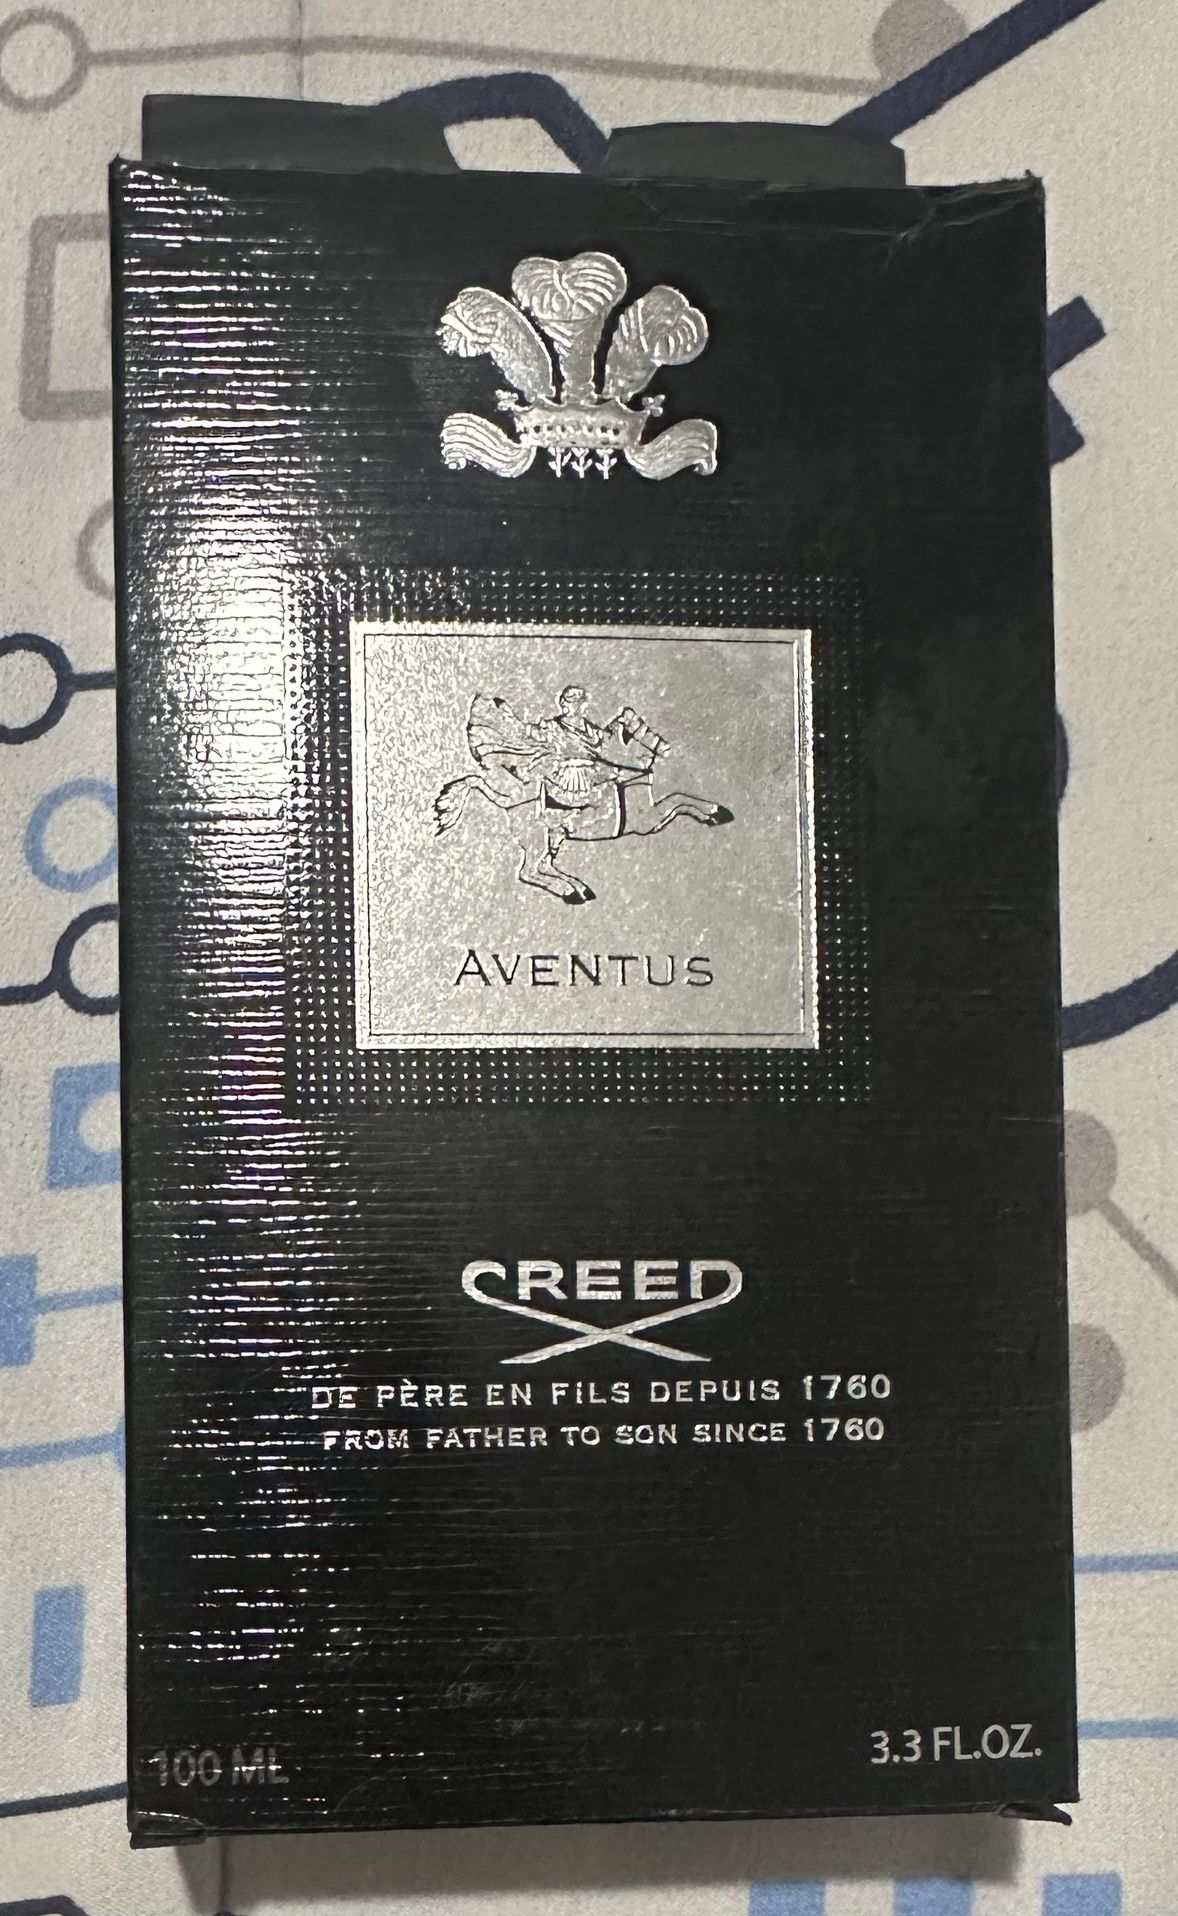 AVENTUS
CREED
DE PÈRE EN FILS DEPUIS 1760
FROM FATHER TO SON SINCE 1760
100 ML
3.3 FL.OZ.